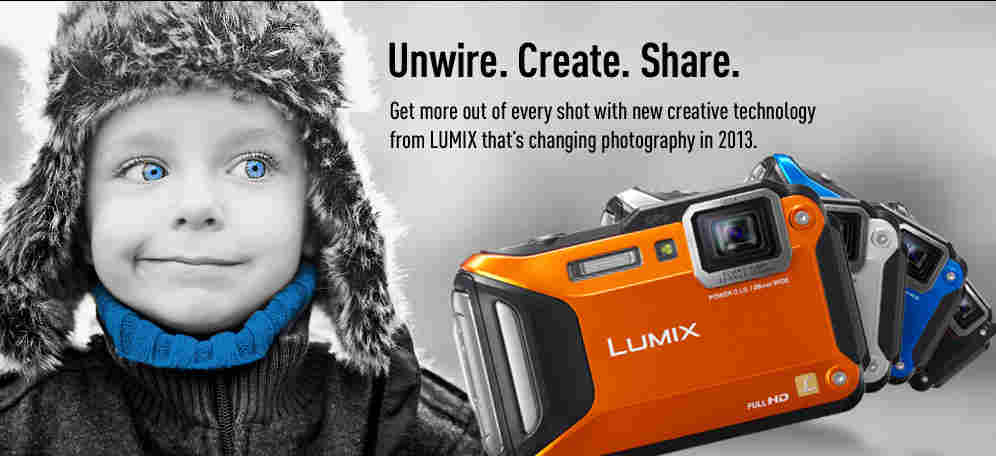 Unwire. Create. Share.
Get more out of every shot with new creative technology
from LUMIX that's changing photography in 2013.
LUMIX
FULL HD
L